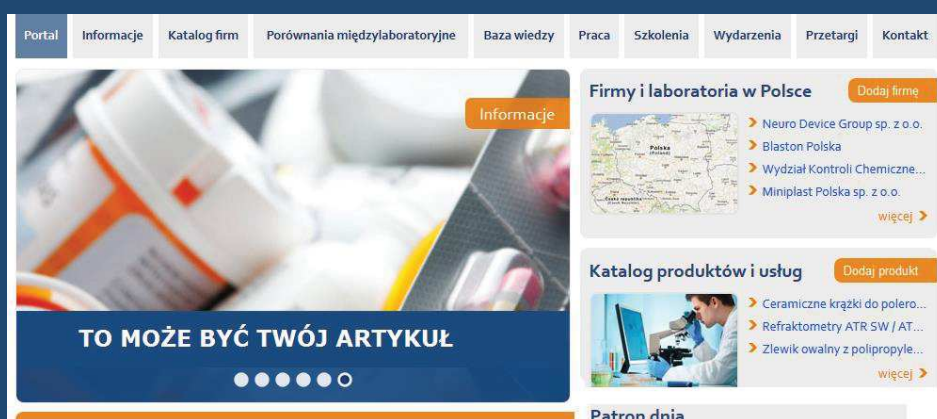 Portal Informacje Katalog firm Porównania międzylaboratoryjne Baza wiedzy Praca Szkolenia Wydarzenia Przetargi Kontakt
Informacje
TO MOŻE BYĆ TWÓJ ARTYKUŁ
Firmy i laboratoria w Polsce
Dodaj firmę
Polska
(Poland)
Neuro Device Group sp. z o.o.
Blaston Polska
Wydział Kontroli Chemiczne...
Miniplast Polska sp. z o.o.
więcej
Katalog produktów i usług
Dodaj produkt
Ceramiczne krążki do polero...
Refraktometry ATR SW / AT...
Zlewik owalny z polipropyle...
więcej
Patron dnia